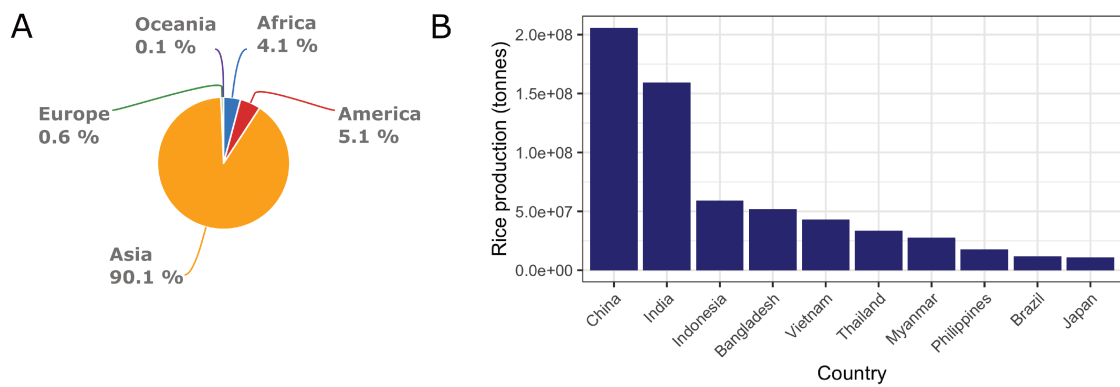 A
Oceania
0.1 %
Africa
4.1 %
Europe
0.6 %
America
5.1 %
Asia
90.1 %
B
Rice production (tonnes)
2.0e+08
1.5e+08
1.0e+08
5.0e+07
0.0e+00
China
India
Indonesia
Bangladesh
Vietnam
Thailand
Myanmar
Philippines
Brazil
Japan
Country